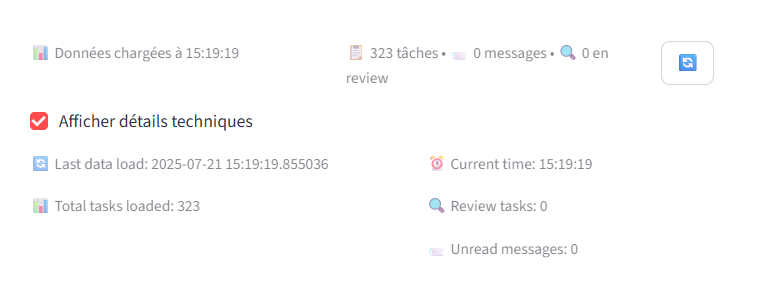 Données chargées à 15:19:19
323 tâches • 0 messages • 0 en
review
Afficher détails techniques
Last data load: 2025-07-21 15:19:19.855036
Current time: 15:19:19
Total tasks loaded: 323
Review tasks: 0
Unread messages: 0